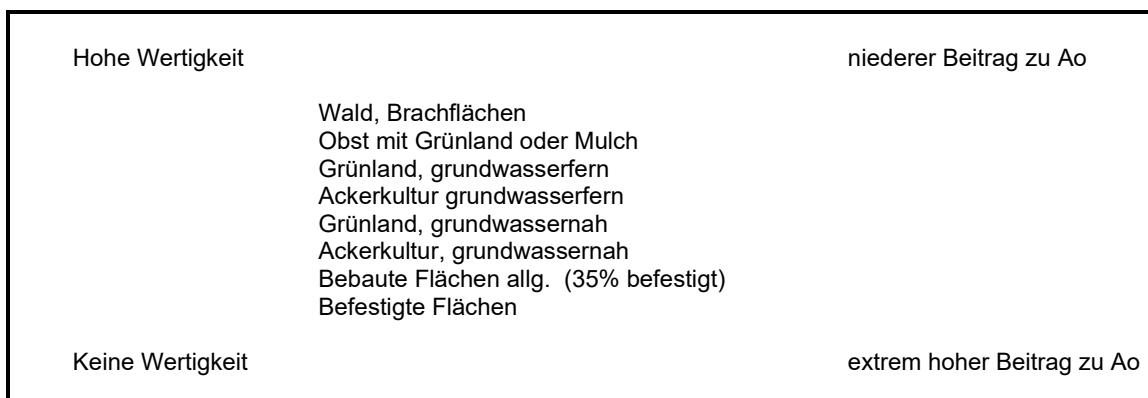 Hohe Wertigkeit niederer Beitrag zu Ao
Wald, Brachflächen
Obst mit Grünland oder Mulch
Grünland, grundwasserfern
Ackerkultur grundwasserfern
Grünland, grundwassernah
Ackerkultur, grundwassernah
Bebaute Flächen allg. (35% befestigt)
Befestigte Flächen
Keine Wertigkeit extrem hoher Beitrag zu Ao